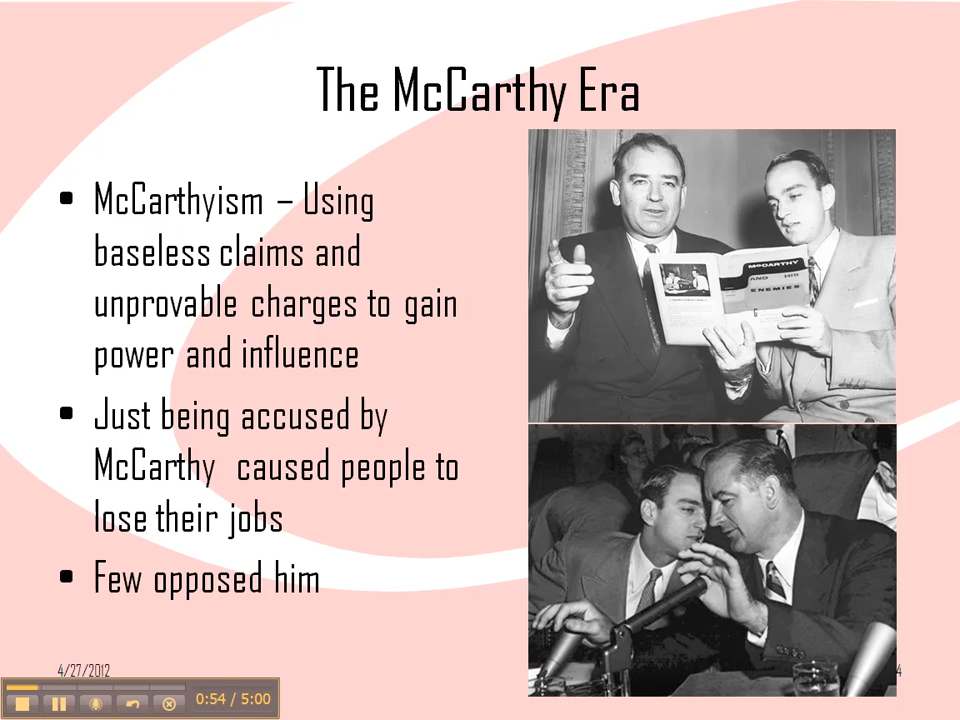 The McCarthy Era
• McCarthyism – Using
baseless claims and
unprovable charges to gain
power and influence
• Just being accused by
McCarthy caused people to
lose their jobs
• Few opposed him
McCARTHY
AND HIS
ENEMIES
4/27/2012
4
0:54 / 5:00